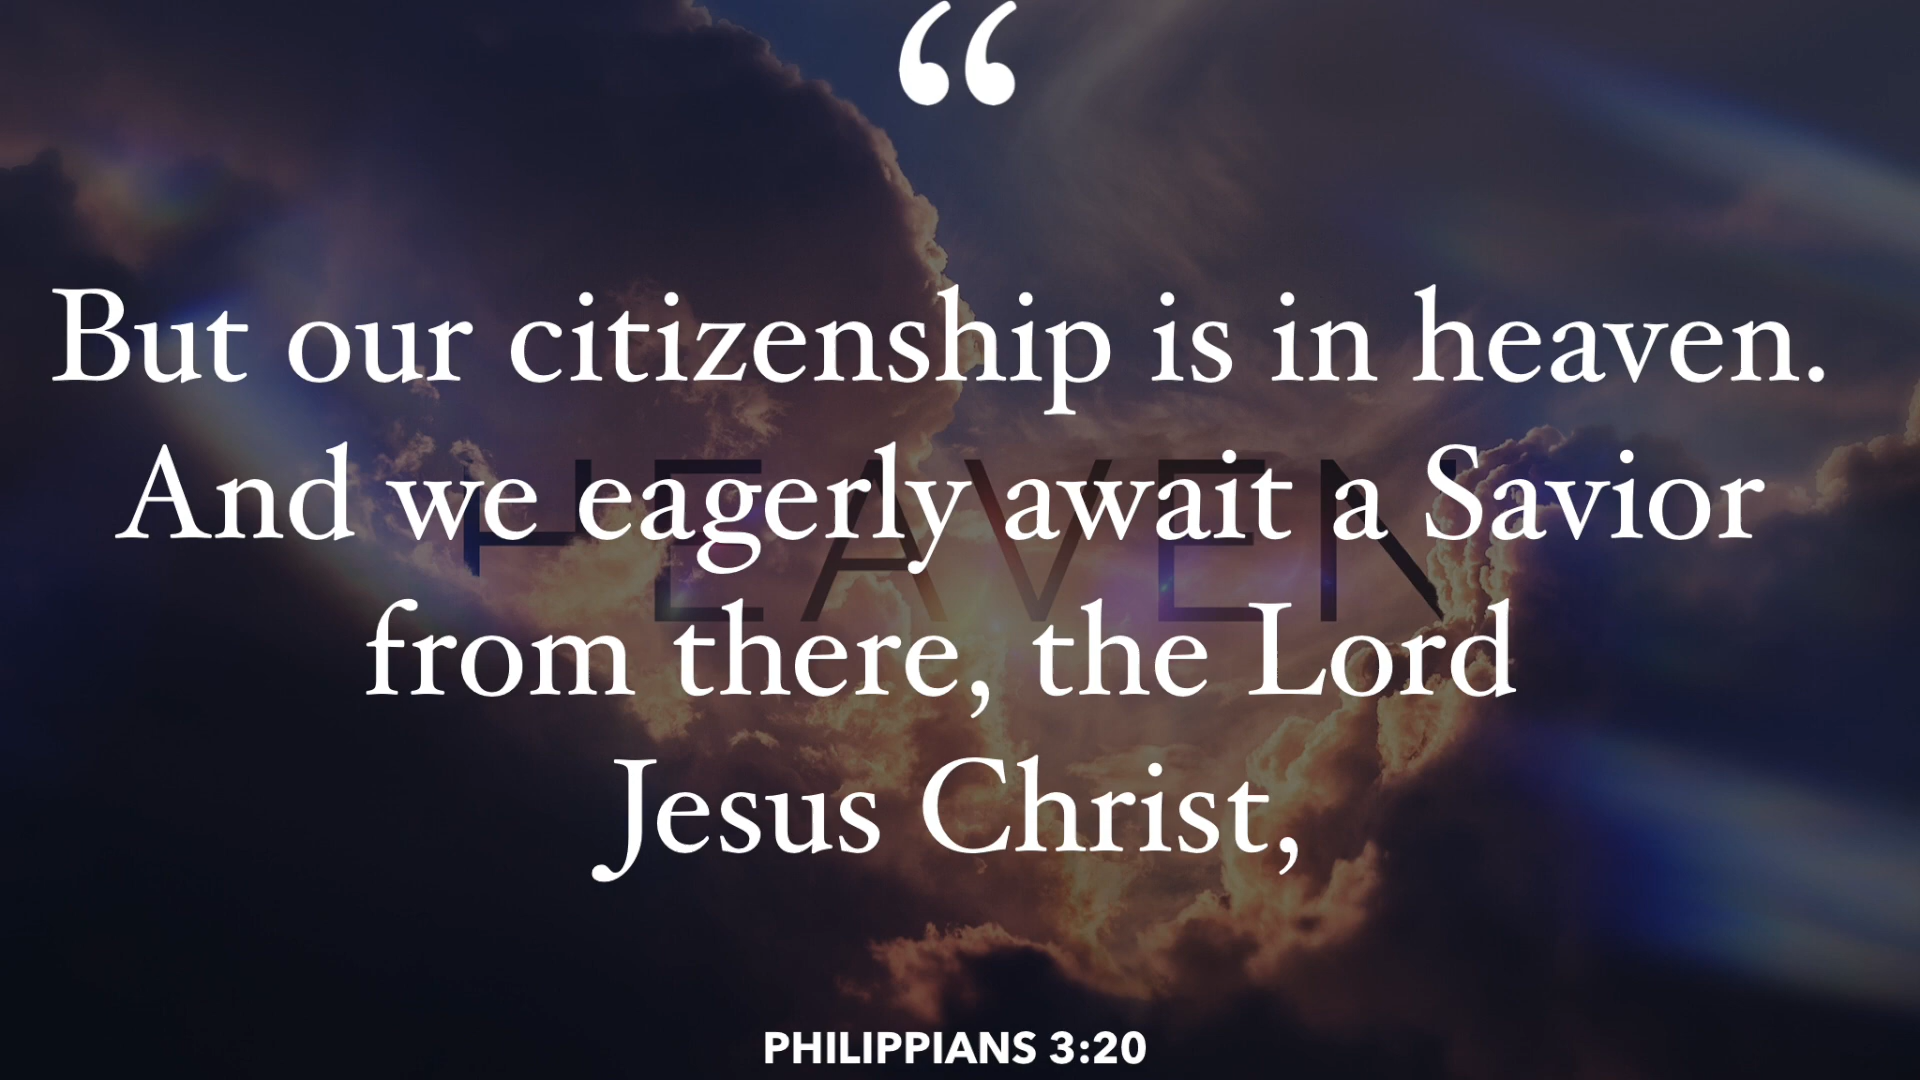 “
But our citizenship is in heaven.
And we eagerly await a Savior
HEAVEN
from there, the Lord
Jesus Christ,
PHILIPPIANS 3:20